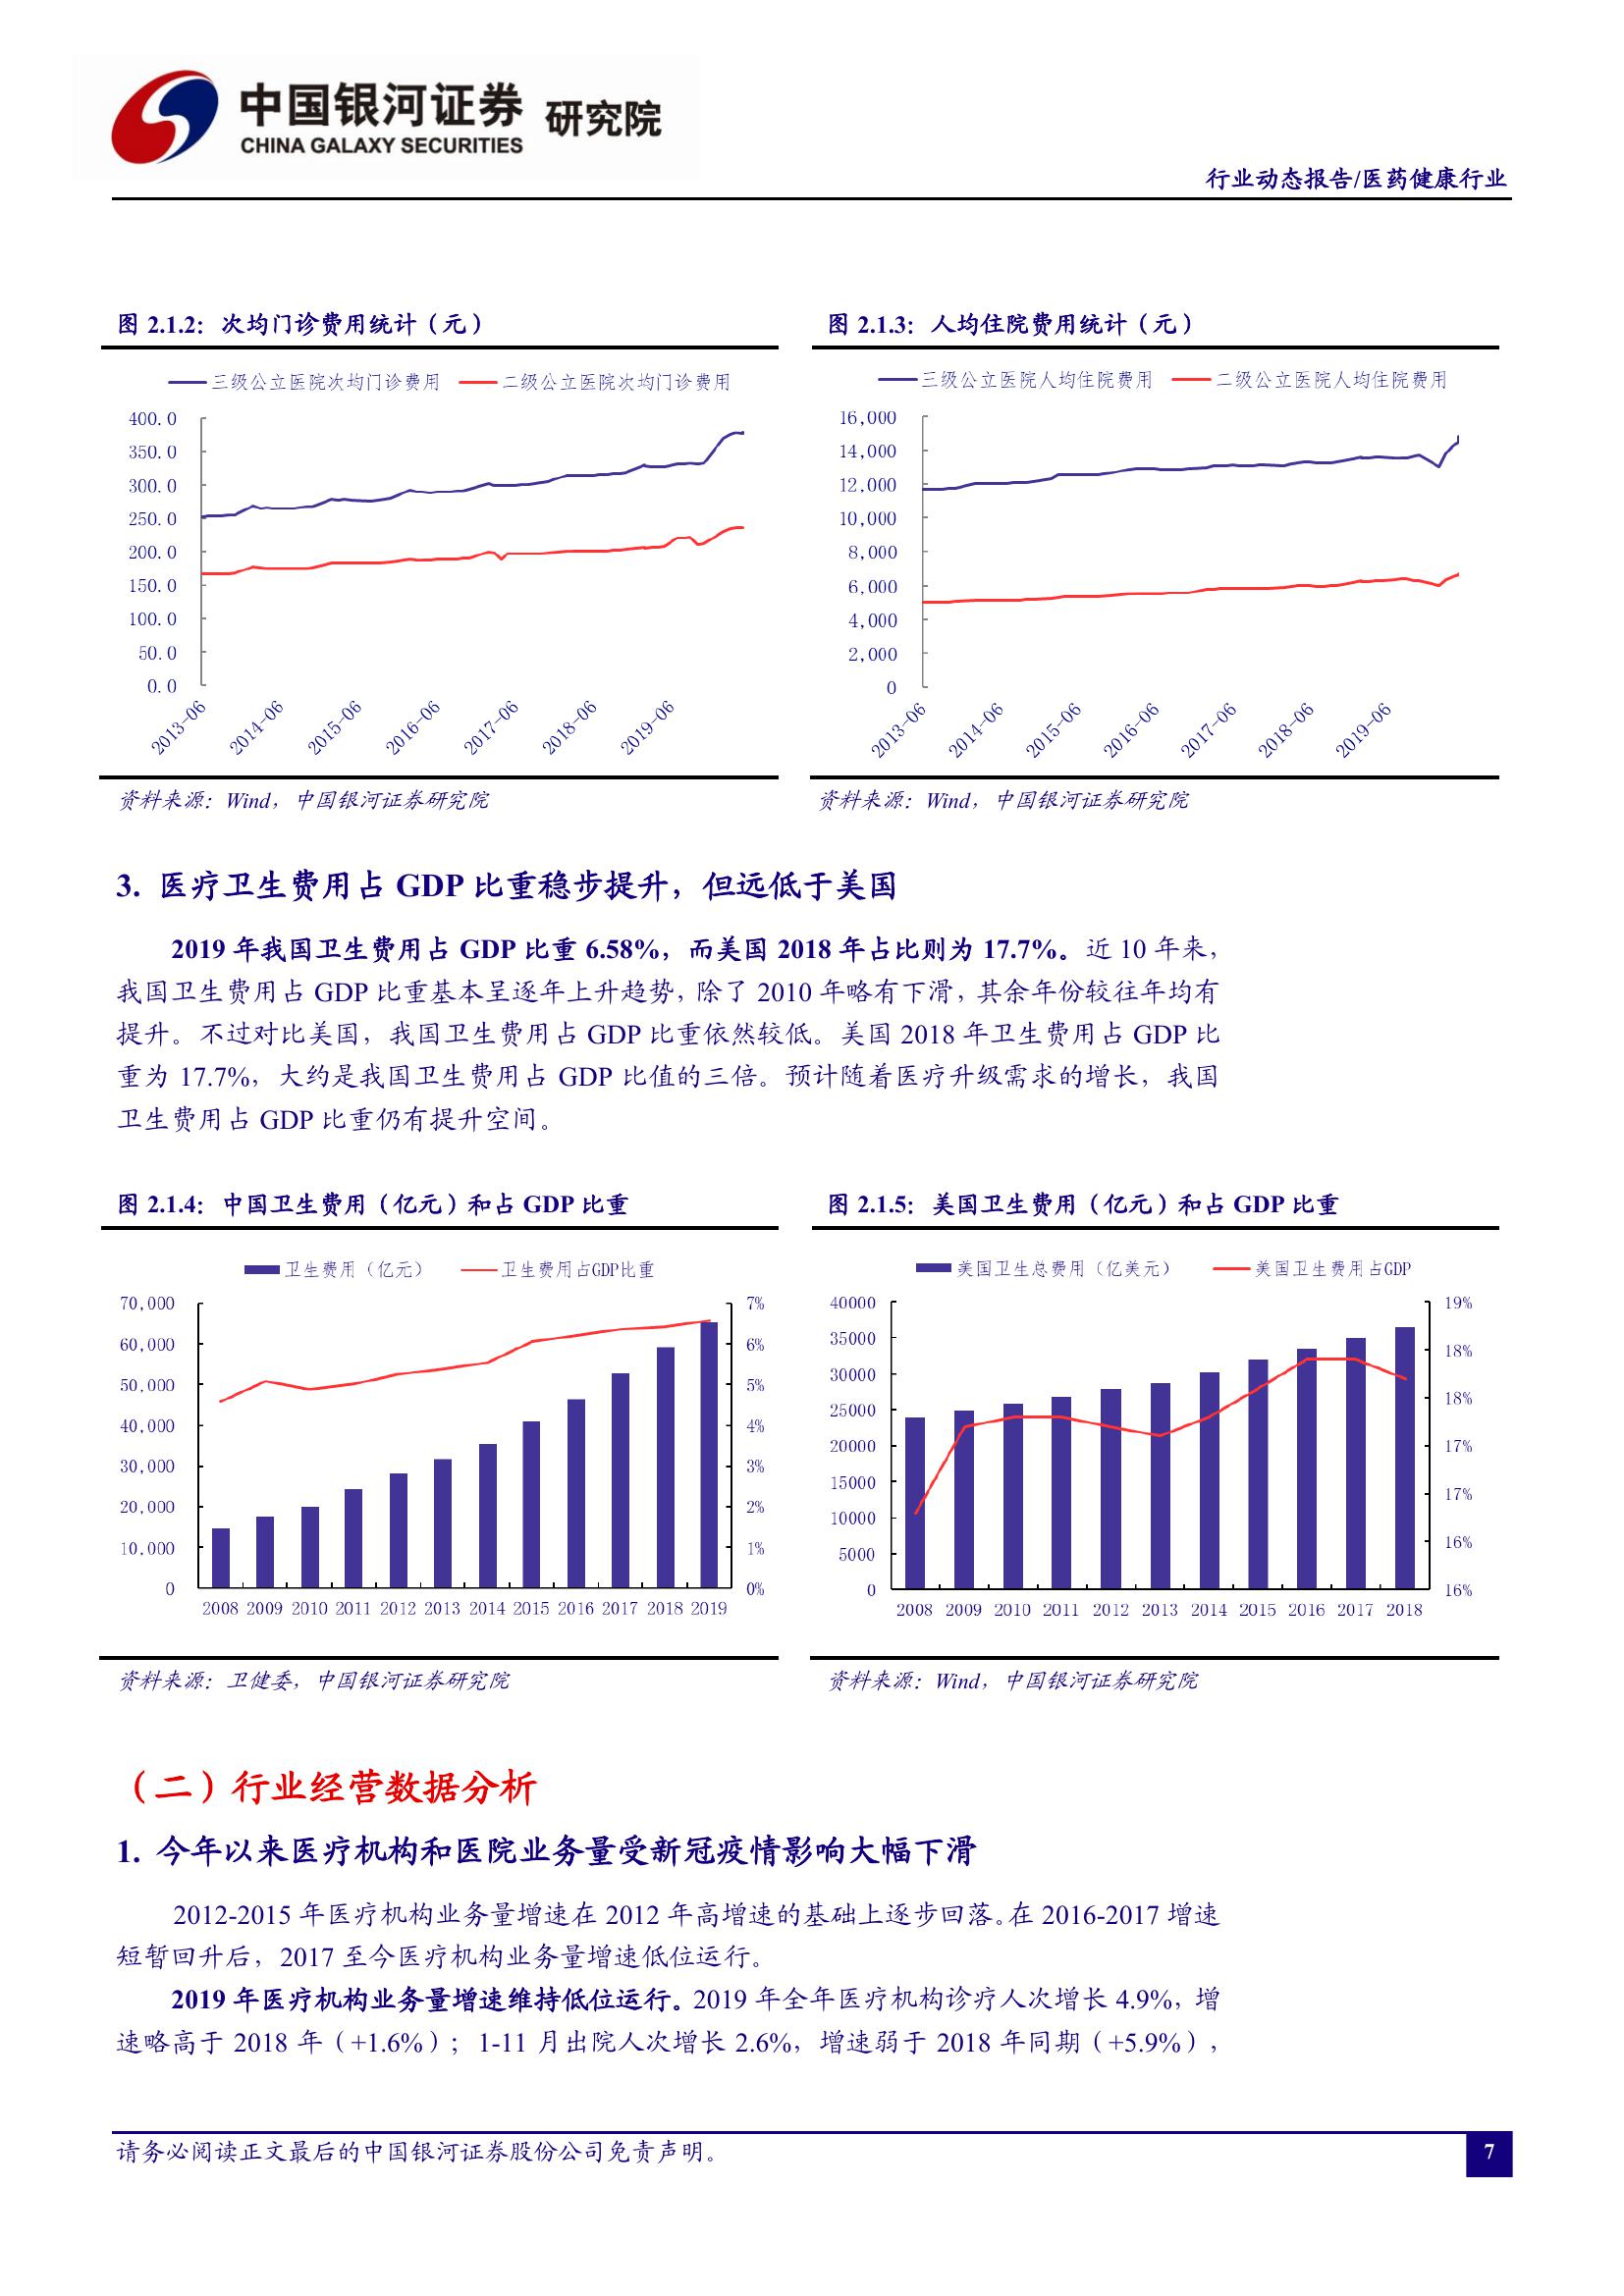 中国银河证券 研究院
CHINA GALAXY SECURITIES
行业动态报告/医药健康行业
图 2.1.2：次均门诊费用统计（元）
三级公立医院次均门诊费用 二级公立医院次均门诊费用
400.0
350.0
300.0
250.0
200.0
150.0
100.0
50.0
0.0
2013-06 2014-06 2015-06 2016-06 2017-06 2018-06 2019-06
资料来源：Wind，中国银河证券研究院
图 2.1.3：人均住院费用统计（元）
三级公立医院人均住院费用 二级公立医院人均住院费用
16,000
14,000
12,000
10,000
8,000
6,000
4,000
2,000
0
2013-06 2014-06 2015-06 2016-06 2017-06 2018-06 2019-06
资料来源：Wind，中国银河证券研究院
3. 医疗卫生费用占 GDP 比重稳步提升，但远低于美国
2019 年我国卫生费用占 GDP 比重 6.58%，而美国 2018 年占比则为 17.7%。近 10 年来，
我国卫生费用占 GDP 比重基本呈逐年上升趋势，除了 2010 年略有下滑，其余年份较往年均有
提升。不过对比美国，我国卫生费用占 GDP 比重依然较低。美国 2018 年卫生费用占 GDP 比
重为 17.7%，大约是我国卫生费用占 GDP 比值的三倍。预计随着医疗升级需求的增长，我国
卫生费用占 GDP 比重仍有提升空间。
图 2.1.4：中国卫生费用（亿元）和占 GDP 比重
卫生费用（亿元） 卫生费用占GDP比重
70,000
60,000
50,000
40,000
30,000
20,000
10,000
0
7%
6%
5%
4%
3%
2%
1%
0%
2008 2009 2010 2011 2012 2013 2014 2015 2016 2017 2018 2019
资料来源：卫健委，中国银河证券研究院
图 2.1.5：美国卫生费用（亿元）和占 GDP 比重
美国卫生总费用（亿美元） 美国卫生费用占GDP
40000
35000
30000
25000
20000
15000
10000
5000
0
19%
18%
18%
17%
17%
16%
16%
2008 2009 2010 2011 2012 2013 2014 2015 2016 2017 2018
资料来源：Wind，中国银河证券研究院
（二）行业经营数据分析
1. 今年以来医疗机构和医院业务量受新冠疫情影响大幅下滑
2012-2015 年医疗机构业务量增速在 2012 年高增速的基础上逐步回落。在 2016-2017 增速
短暂回升后，2017 至今医疗机构业务量增速低位运行。
2019 年医疗机构业务量增速维持低位运行。2019 年全年医疗机构诊疗人次增长 4.9%，增
速略高于 2018 年（+1.6%）；1-11 月出院人次增长 2.6%，增速弱于 2018 年同期（+5.9%），
请务必阅读正文最后的中国银河证券股份公司免责声明。
7